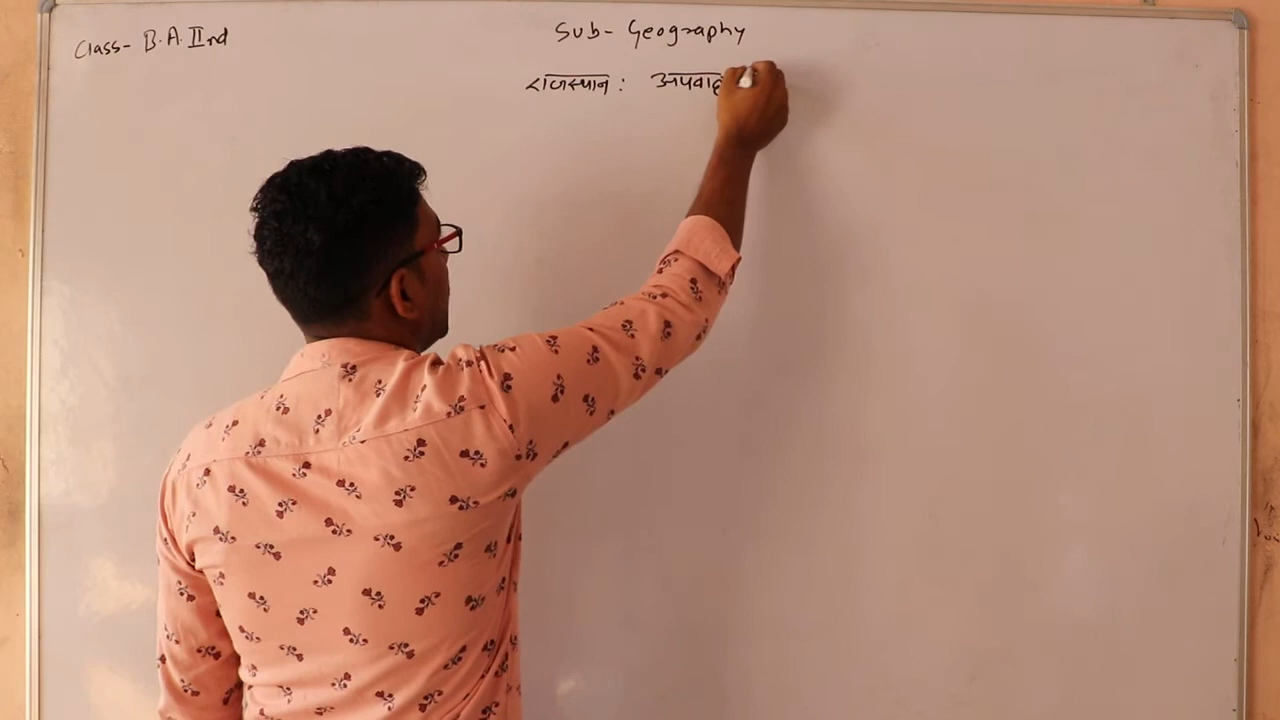 Class- B.A. IInd
Sub- Geography
राजस्थान : अपवाह